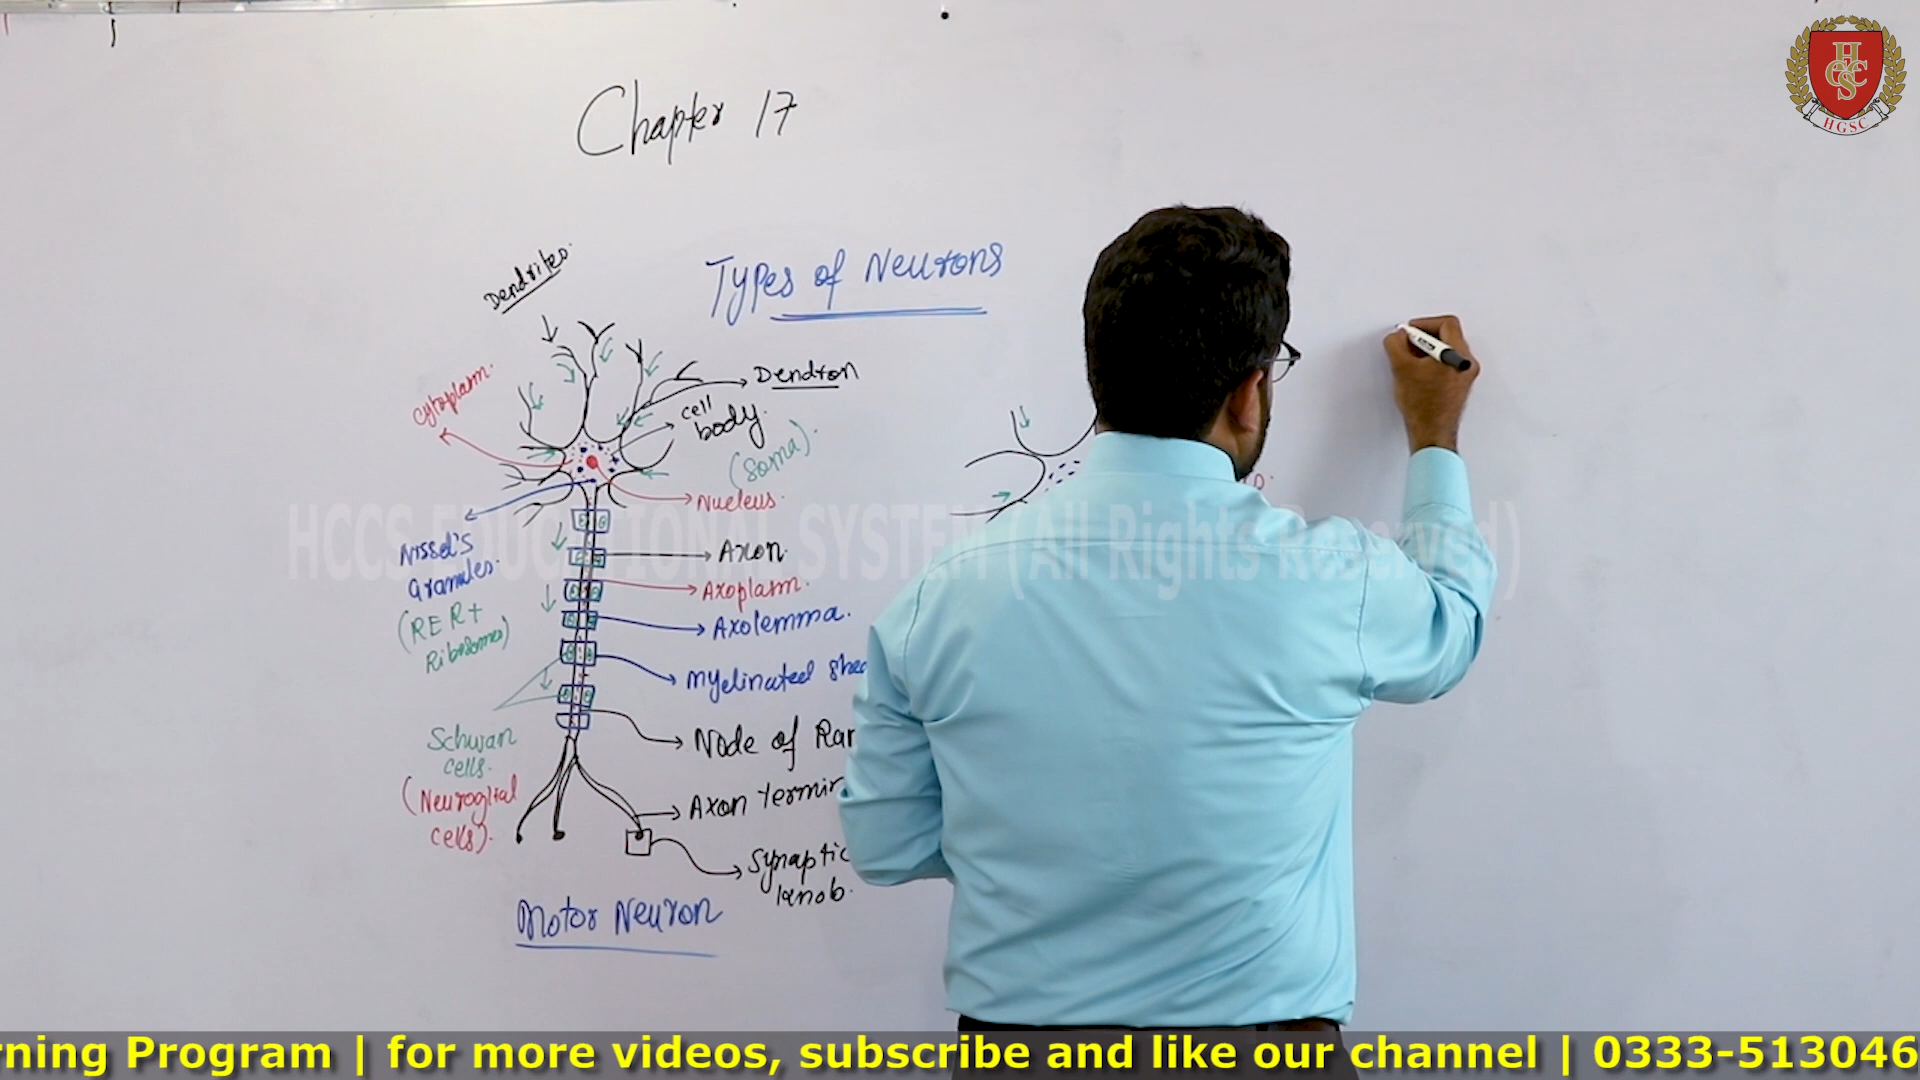 Chapter 17
Types of Neurons
Dendrites.
Cytoplasm.
Dendron
cell
body.
(Soma).
Nucleus.
Nissel's
Granules.
(RER+
Ribosomes)
Axon.
Axoplasm.
Axolemma.
Myelinated Shea
Node of Ran
Axon Termin
Synaptic
knob.
Schwan
cells.
(Neuroglial
cells).
Motor Neuron
HCCS EDUCATIONAL SYSTEM (All Rights Reserved)
HGSC
rning Program | for more videos, subscribe and like our channel | 0333-513046